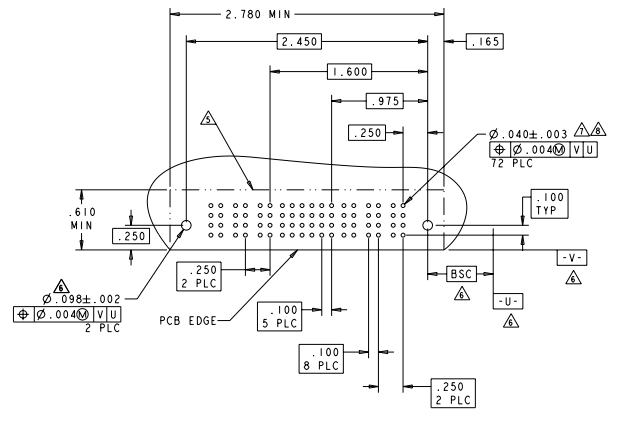 2.780 MIN
2.450
.165
1.600
.975
5
.250
Ø.040±.003 7 8
⌖ Ø.004Ⓜ V U
72 PLC
.610
MIN
.100
TYP
.250
-V-
6
.250
2 PLC
BSC
6
-U-
6
6
Ø.098±.002
⌖ Ø.004Ⓜ V U
2 PLC
PCB EDGE
.100
5 PLC
.100
8 PLC
.250
2 PLC